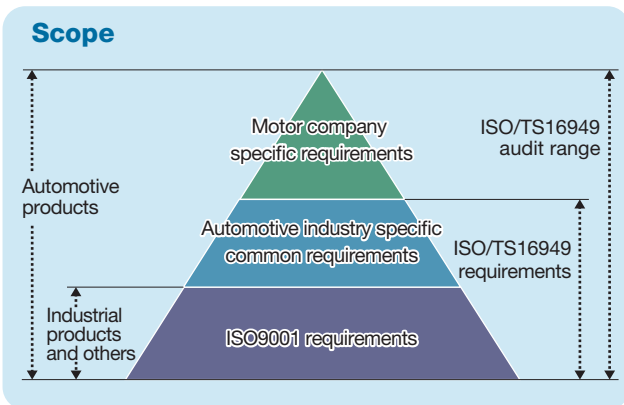 Scope
Motor company
specific requirements
ISO/TS16949
audit range
Automotive
products
Automotive industry specific
common requirements
ISO/TS16949
requirements
Industrial
products
and others
ISO9001 requirements